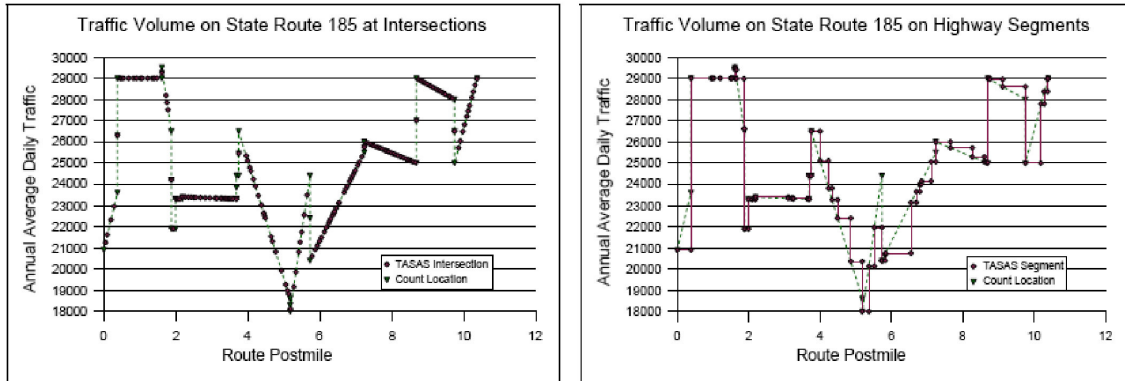 Traffic Volume on State Route 185 at Intersections
Annual Average Daily Traffic
30000
29000
28000
27000
26000
25000
24000
23000
22000
21000
20000
19000
18000
TASAS Intersection
Count Location
0 2 4 6 8 10 12
Route Postmile
Traffic Volume on State Route 185 on Highway Segments
Annual Average Daily Traffic
30000
29000
28000
27000
26000
25000
24000
23000
22000
21000
20000
19000
18000
TASAS Segment
Count Location
0 2 4 6 8 10 12
Route Postmile